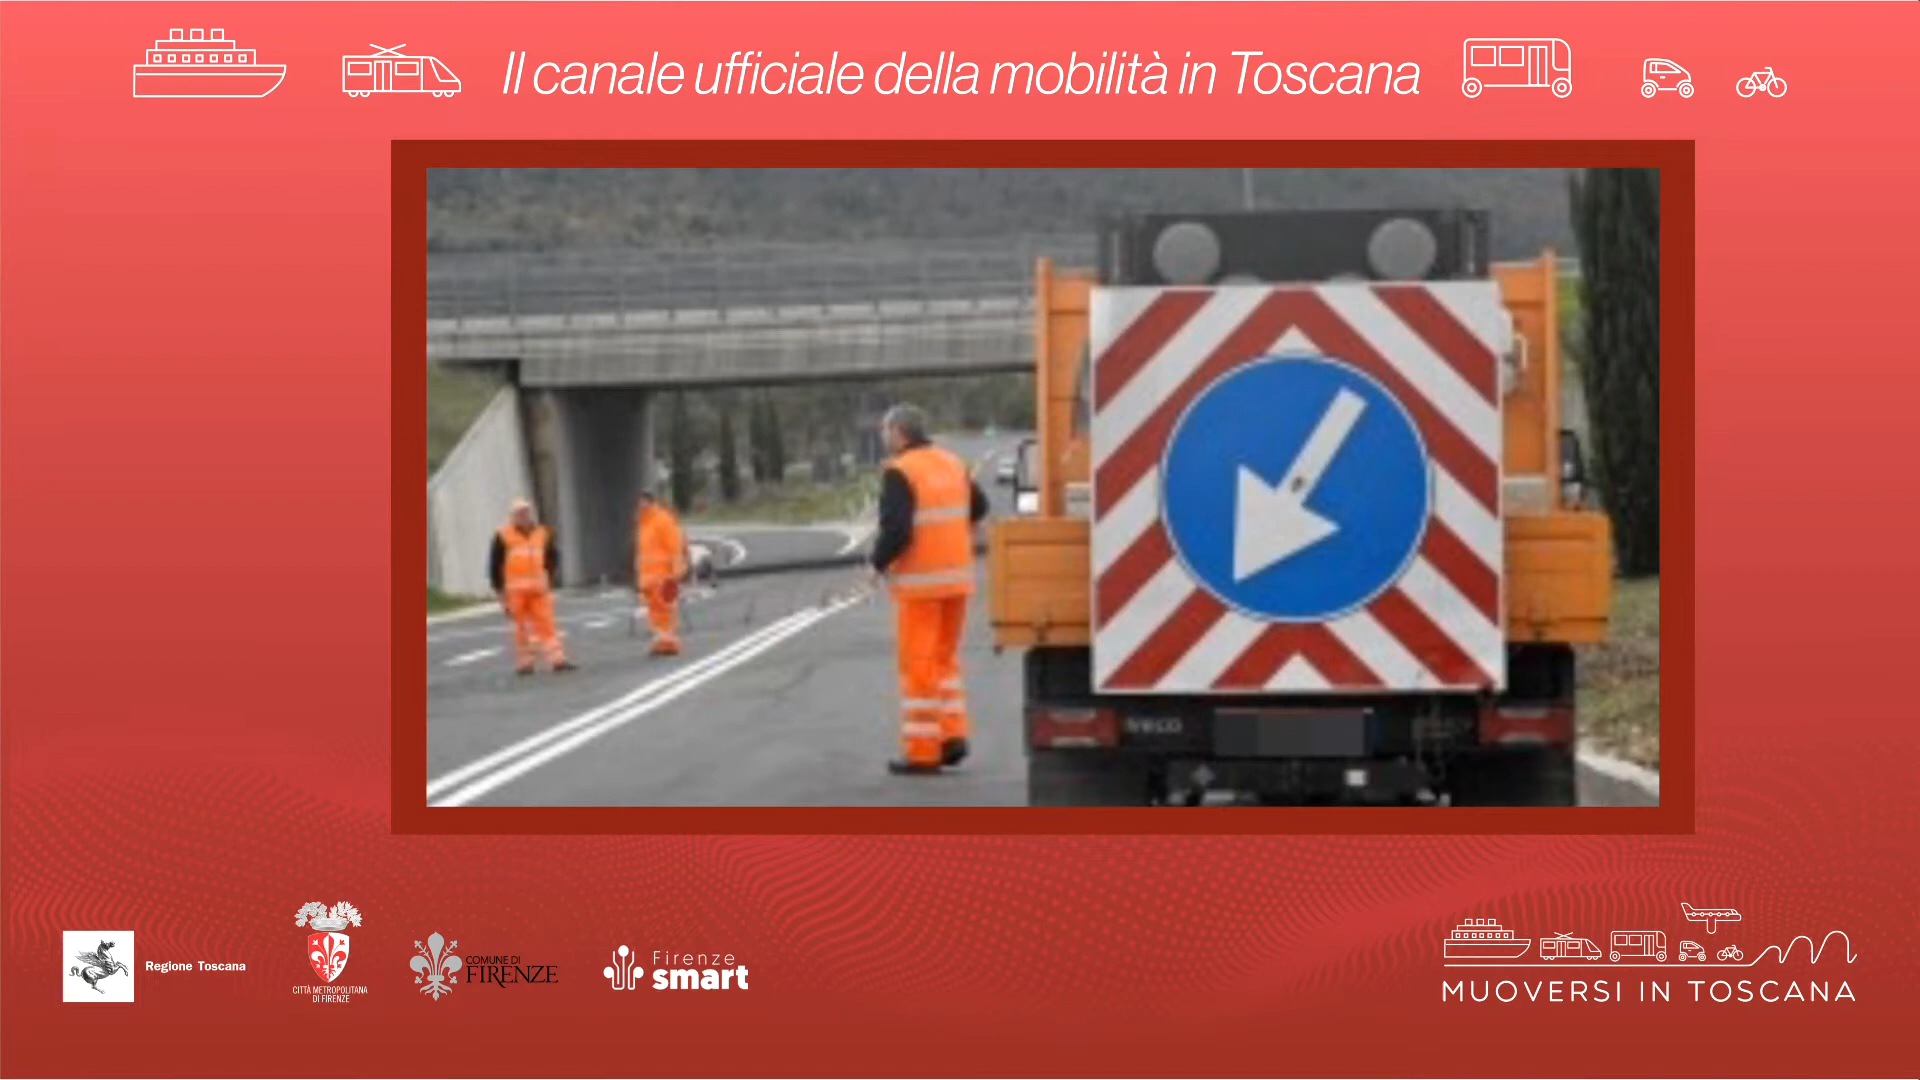 Il canale ufficiale della mobilità in Toscana
IVECO
Regione Toscana
CITTÀ METROPOLITANA
DI FIRENZE
COMUNE DI
FIRENZE
Firenze
smart
MUOVERSI IN TOSCANA